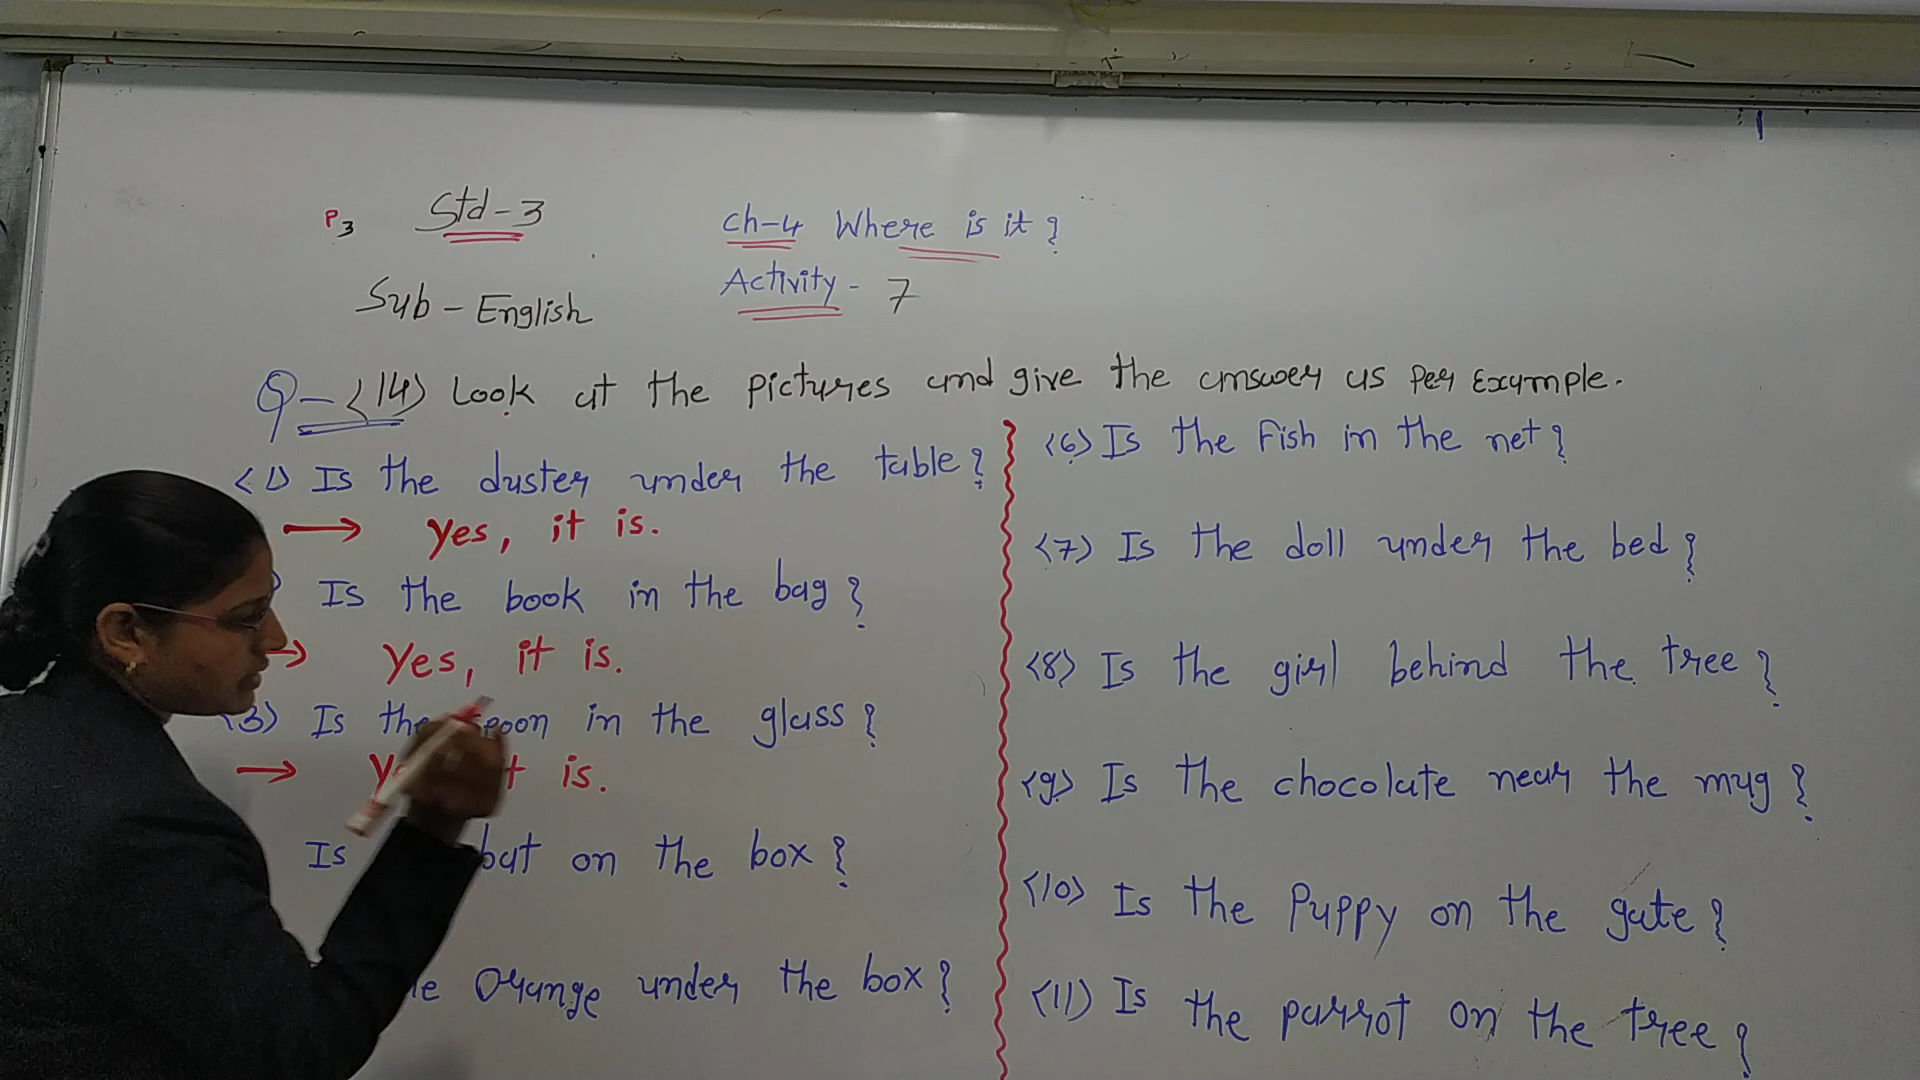 P3 Std-3
Sub - English
Ch-4 Where is it?
Activity - 7
Q-(14) Look at the pictures and give the answer as per Example.
(1) Is the duster under the table?
→ Yes, it is.
Is the book in the bag?
→ Yes, it is.
(3) Is the spoon in the glass?
→ is.
Is bat on the box?
Orange under the box?
(6) Is the Fish in the net?
(7) Is the doll under the bed?
(8) Is the girl behind the tree?
(9) Is the chocolate near the mug?
(10) Is the Puppy on the gate?
(11) Is the parrot on the tree?